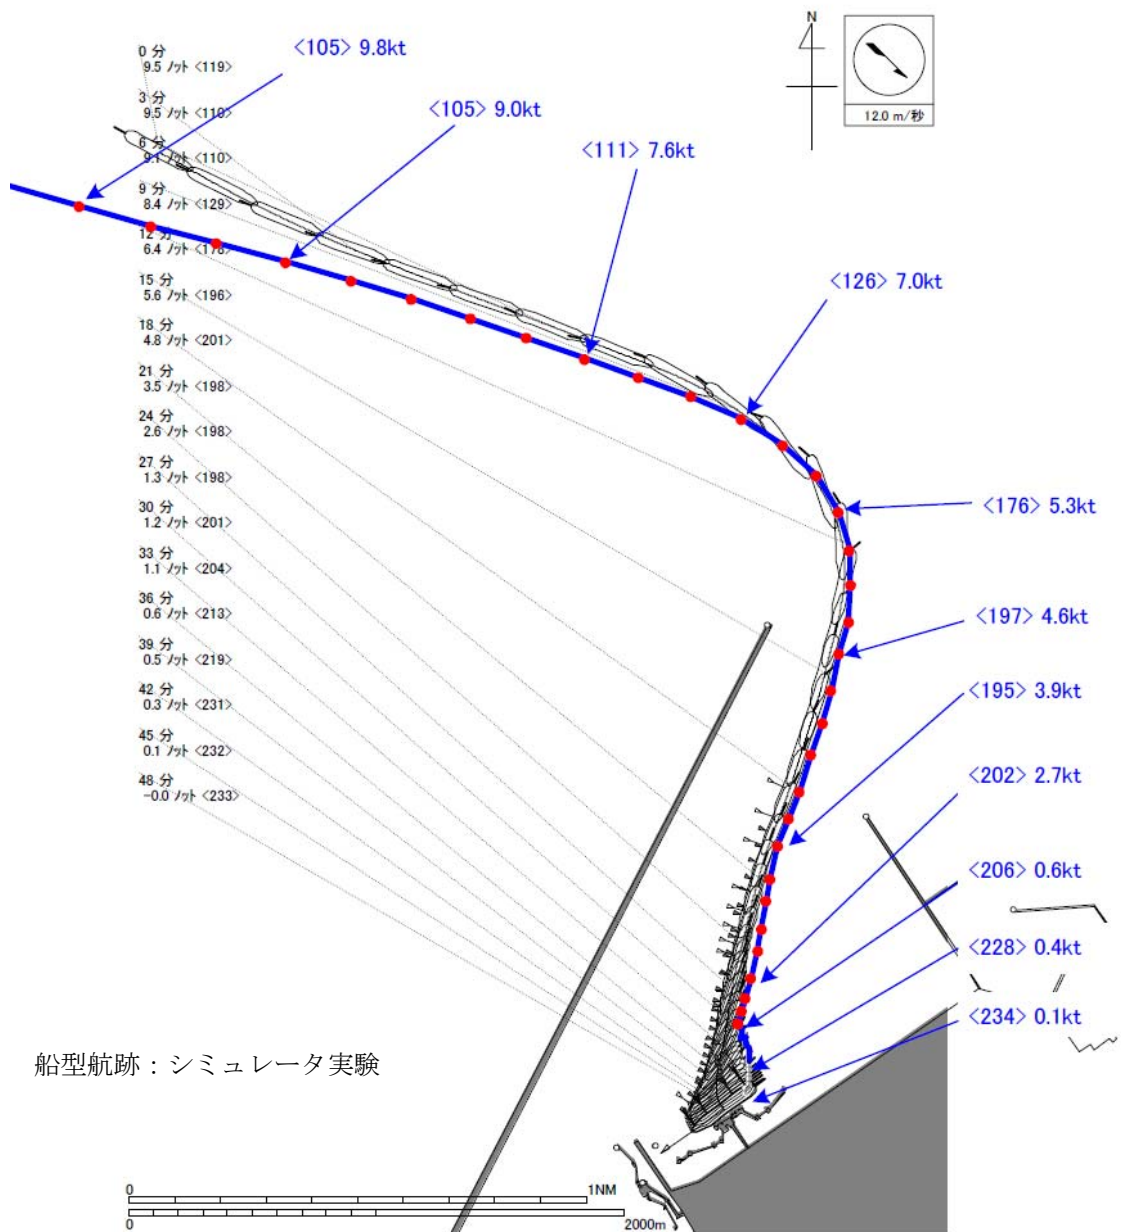 N
12.0 m/秒
<105> 9.8kt
<105> 9.0kt
<111> 7.6kt
<126> 7.0kt
<176> 5.3kt
<197> 4.6kt
<195> 3.9kt
<202> 2.7kt
<206> 0.6kt
<228> 0.4kt
<234> 0.1kt
0 分
9.5 ノット <119>
3 分
9.5 ノット <110>
6 分
9.1 ノット <110>
9 分
8.4 ノット <129>
12 分
6.4 ノット <178>
15 分
5.6 ノット <196>
18 分
4.8 ノット <201>
21 分
3.5 ノット <198>
24 分
2.6 ノット <198>
27 分
1.3 ノット <198>
30 分
1.2 ノット <201>
33 分
1.1 ノット <204>
36 分
0.6 ノット <213>
39 分
0.5 ノット <219>
42 分
0.3 ノット <231>
45 分
0.1 ノット <232>
48 分
-0.0 ノット <233>
船型航跡：シミュレータ実験
0 1NM
0 2000m